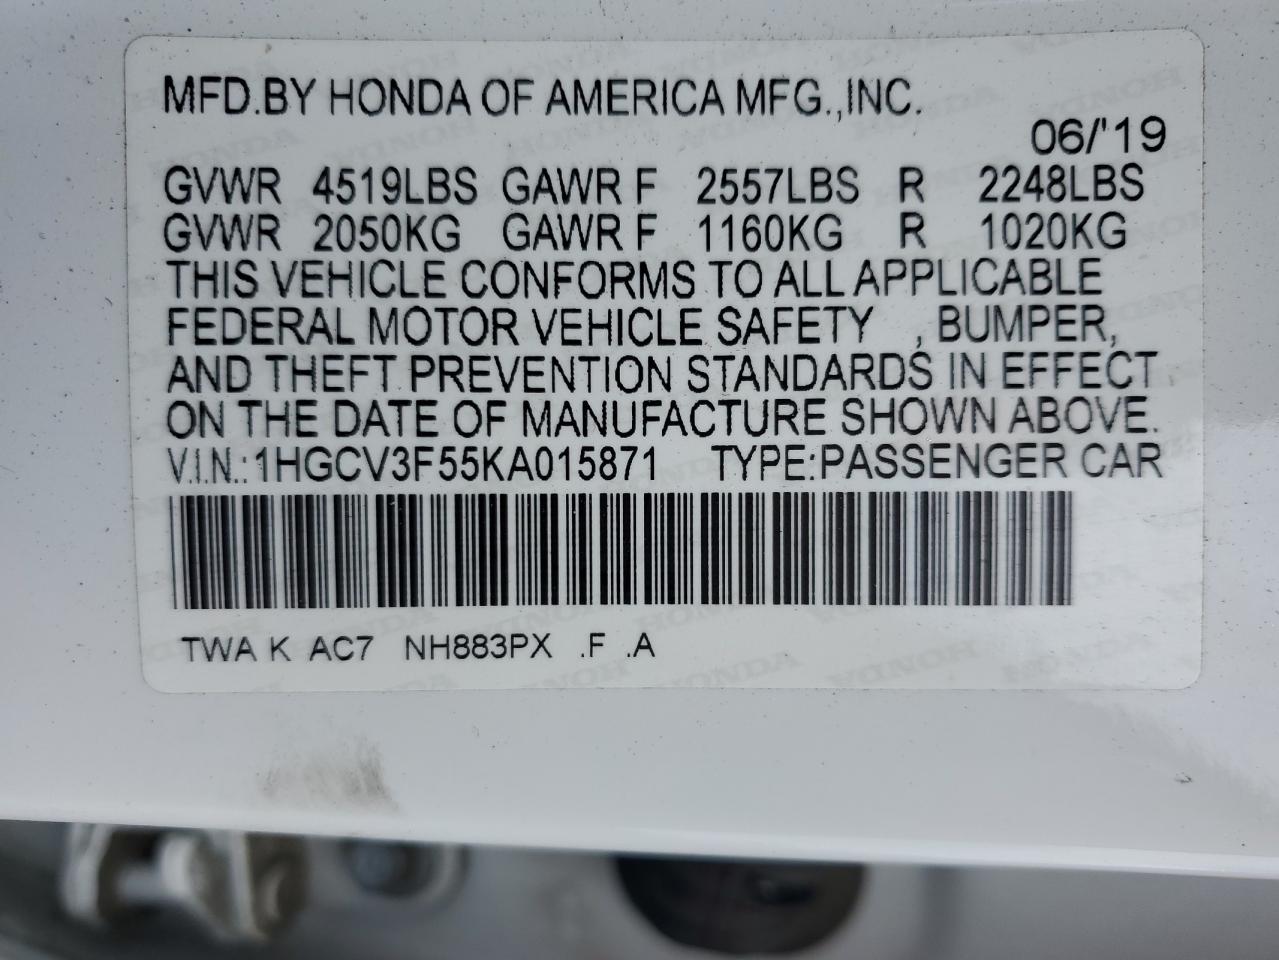 MFD.BY HONDA OF AMERICA MFG.,INC.
06/'19
GVWR 4519LBS GAWR F 2557LBS R 2248LBS
GVWR 2050KG GAWR F 1160KG R 1020KG
THIS VEHICLE CONFORMS TO ALL APPLICABLE
FEDERAL MOTOR VEHICLE SAFETY , BUMPER,
AND THEFT PREVENTION STANDARDS IN EFFECT
ON THE DATE OF MANUFACTURE SHOWN ABOVE.
V.I.N.:1HGCV3F55KA015871 TYPE:PASSENGER CAR
TWA K AC7 NH883PX .F .A